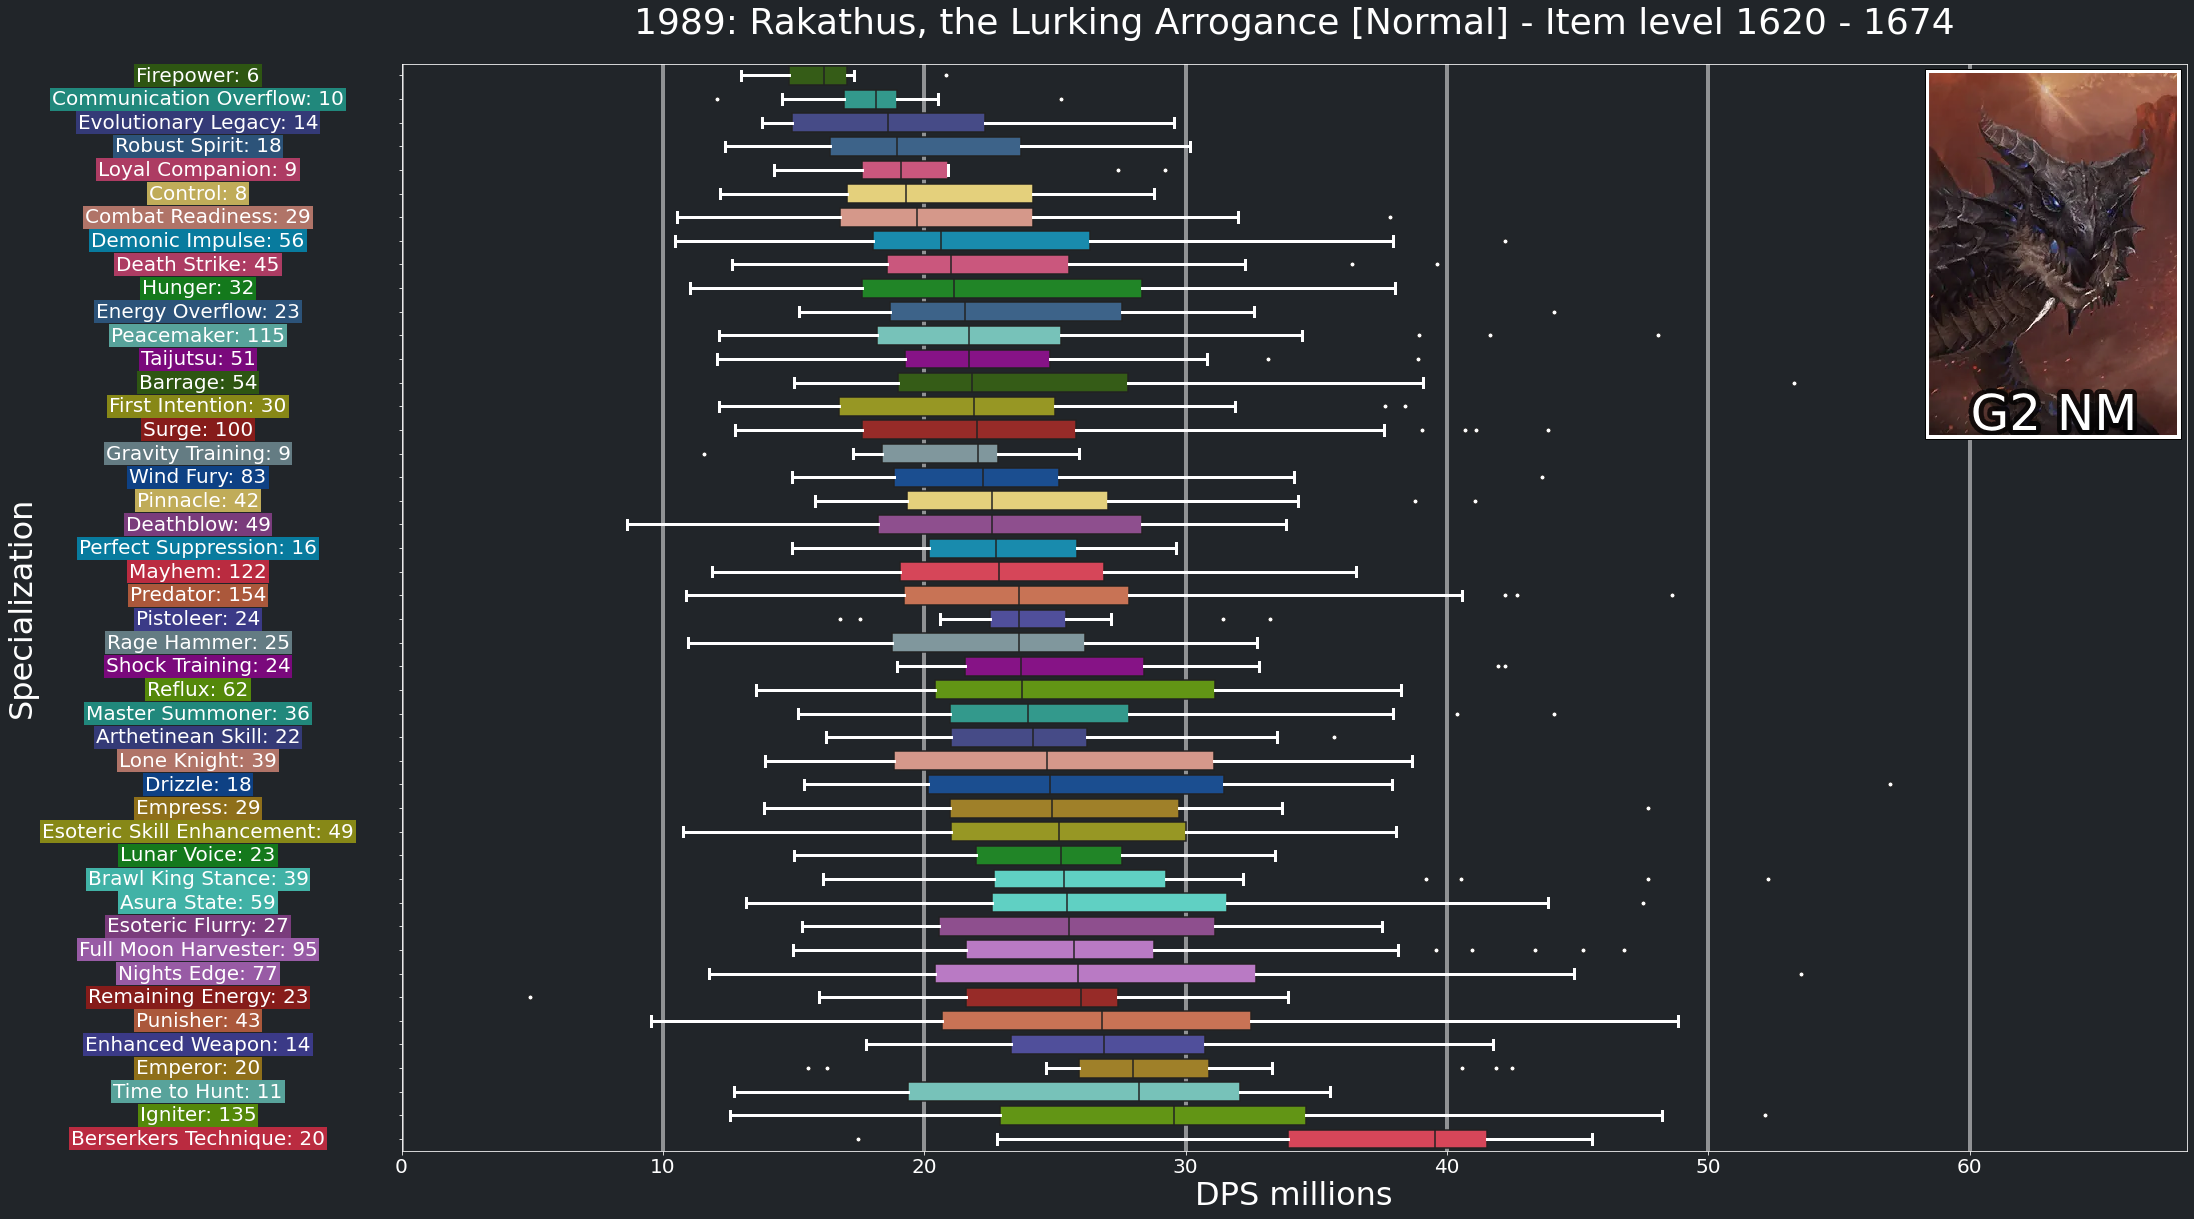 1989: Rakathus, the Lurking Arrogance [Normal] - Item level 1620 - 1674
Specialization
Firepower: 6
Communication Overflow: 10
Evolutionary Legacy: 14
Robust Spirit: 18
Loyal Companion: 9
Control: 8
Combat Readiness: 29
Demonic Impulse: 56
Death Strike: 45
Hunger: 32
Energy Overflow: 23
Peacemaker: 115
Taijutsu: 51
Barrage: 54
First Intention: 30
Surge: 100
Gravity Training: 9
Wind Fury: 83
Pinnacle: 42
Deathblow: 49
Perfect Suppression: 16
Mayhem: 122
Predator: 154
Pistoleer: 24
Rage Hammer: 25
Shock Training: 24
Reflux: 62
Master Summoner: 36
Arthetinean Skill: 22
Lone Knight: 39
Drizzle: 18
Empress: 29
Esoteric Skill Enhancement: 49
Lunar Voice: 23
Brawl King Stance: 39
Asura State: 59
Esoteric Flurry: 27
Full Moon Harvester: 95
Nights Edge: 77
Remaining Energy: 23
Punisher: 43
Enhanced Weapon: 14
Emperor: 20
Time to Hunt: 11
Igniter: 135
Berserkers Technique: 20
G2 NM
0 10 20 30 40 50 60
DPS millions